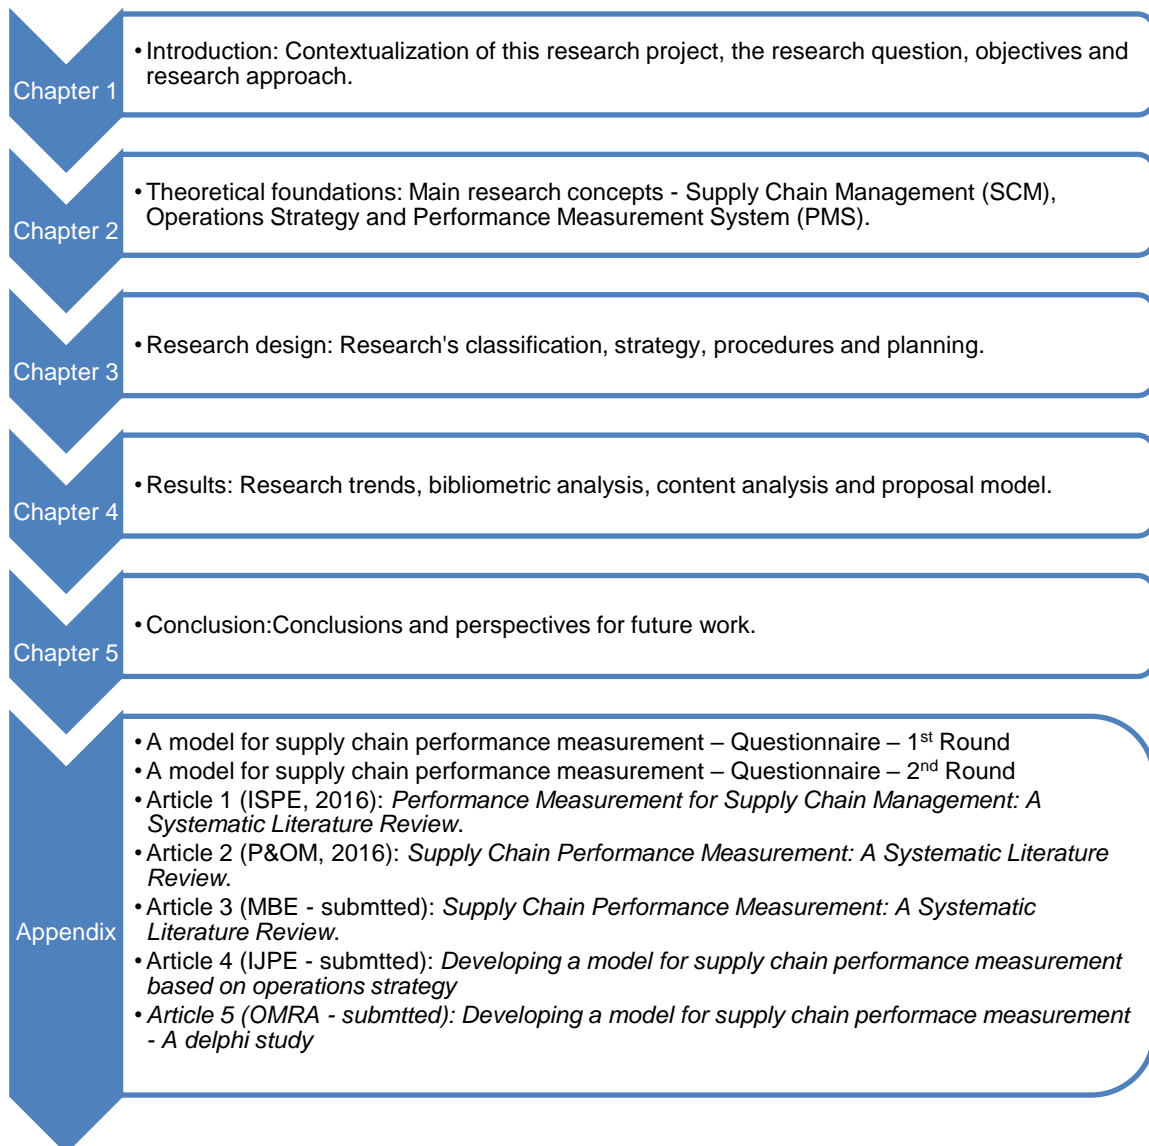 Chapter 1
• Introduction: Contextualization of this research project, the research question, objectives and
research approach.
Chapter 2
• Theoretical foundations: Main research concepts - Supply Chain Management (SCM),
Operations Strategy and Performance Measurement System (PMS).
Chapter 3
• Research design: Research's classification, strategy, procedures and planning.
Chapter 4
• Results: Research trends, bibliometric analysis, content analysis and proposal model.
Chapter 5
• Conclusion:Conclusions and perspectives for future work.
Appendix
• A model for supply chain performance measurement – Questionnaire – 1st Round
• A model for supply chain performance measurement – Questionnaire – 2nd Round
• Article 1 (ISPE, 2016): Performance Measurement for Supply Chain Management: A
Systematic Literature Review.
• Article 2 (P&OM, 2016): Supply Chain Performance Measurement: A Systematic Literature
Review.
• Article 3 (MBE - submtted): Supply Chain Performance Measurement: A Systematic
Literature Review.
• Article 4 (IJPE - submtted): Developing a model for supply chain performance measurement
based on operations strategy
• Article 5 (OMRA - submtted): Developing a model for supply chain performace measurement
- A delphi study